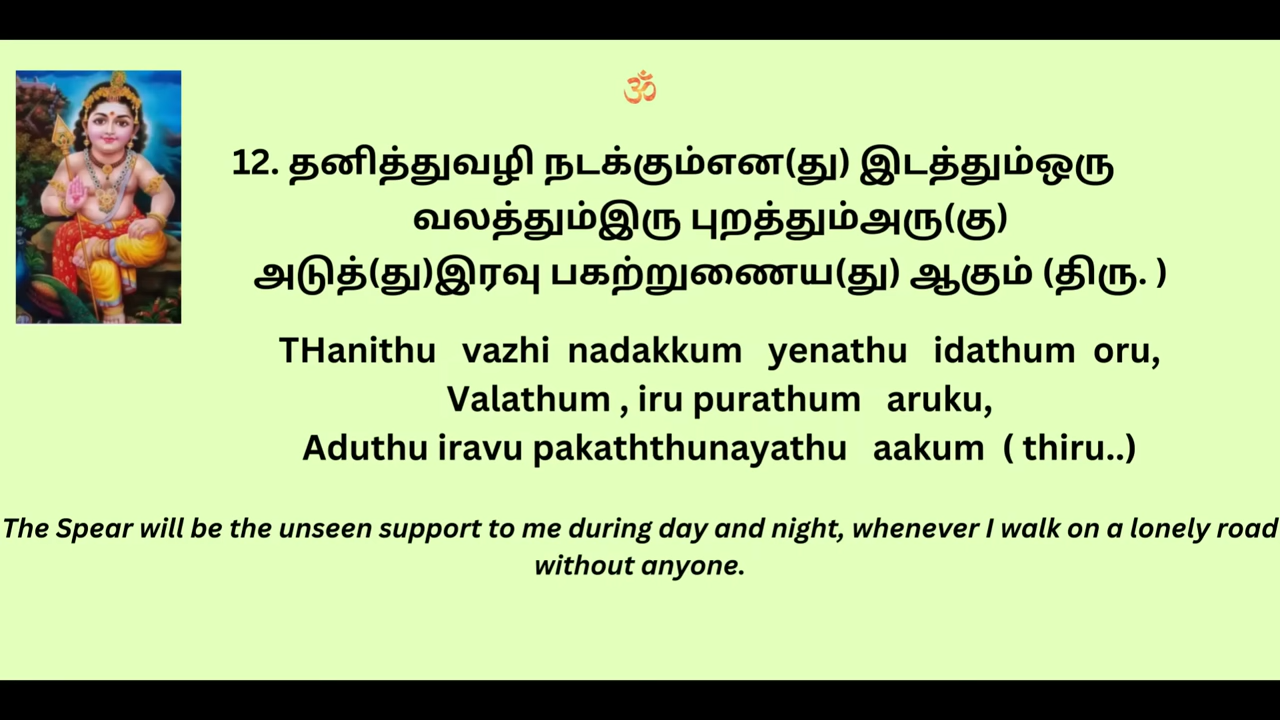 ॐ
12. தனித்துவழி நடக்கும்என(து) இடத்தும்ஒரு
வலத்தும்இரு புறத்தும்அரு(கு)
அடுத்(து)இரவு பகற்றுணைய(து) ஆகும் (திரு. )
THanithu vazhi nadakkum yenathu idathum oru,
Valathum , iru purathum aruku,
Aduthu iravu pakaththunayathu aakum ( thiru..)
The Spear will be the unseen support to me during day and night, whenever I walk on a lonely road
without anyone.